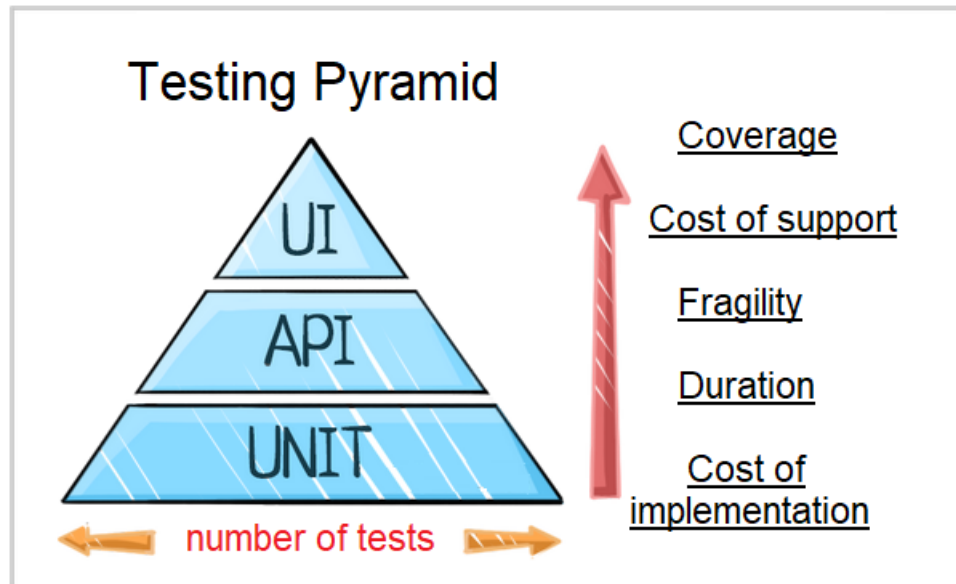 Testing Pyramid
UI
API
UNIT
number of tests
Coverage
Cost of support
Fragility
Duration
Cost of
implementation